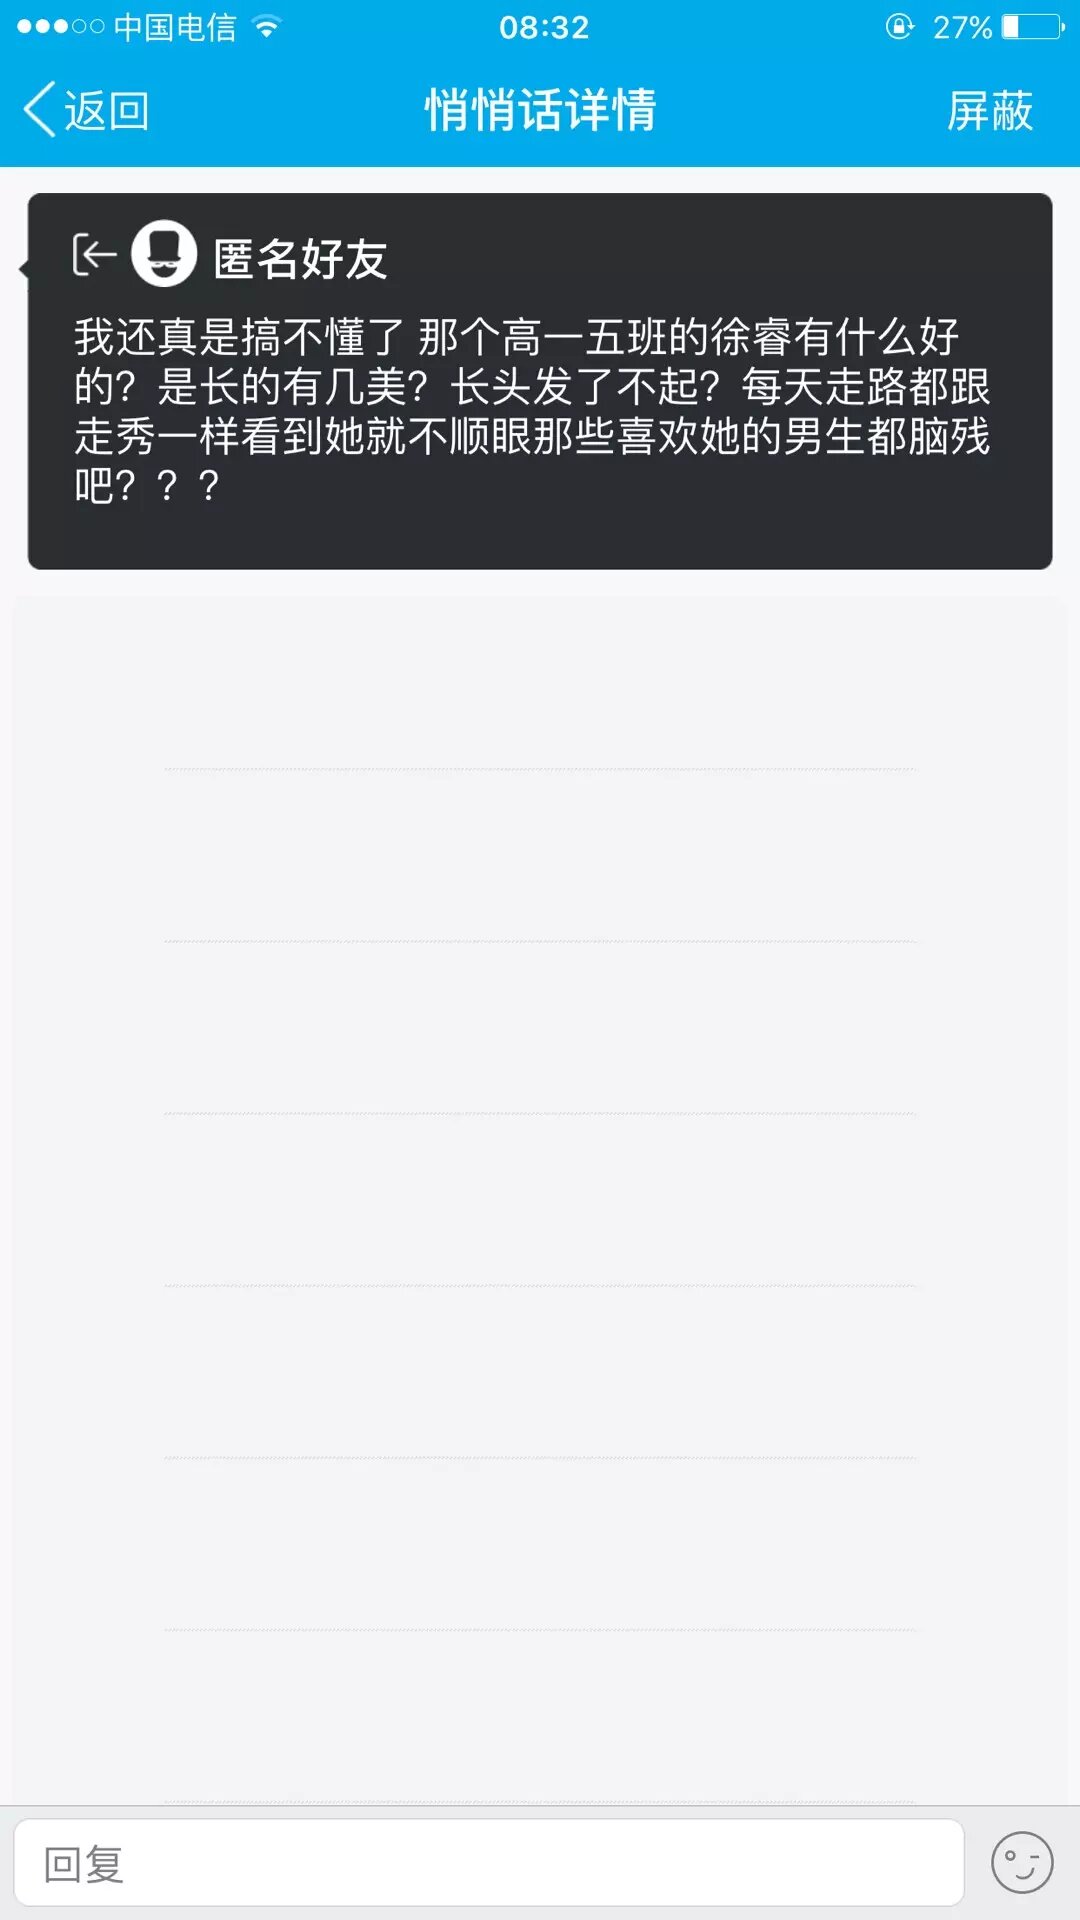 中国电信 08:32 27%
返回 悄悄话详情 屏蔽
匿名好友
我还真是搞不懂了 那个高一五班的徐睿有什么好
的？是长的有几美？长头发了不起？每天走路都跟
走秀一样看到她就不顺眼那些喜欢她的男生都脑残
吧？？？
回复